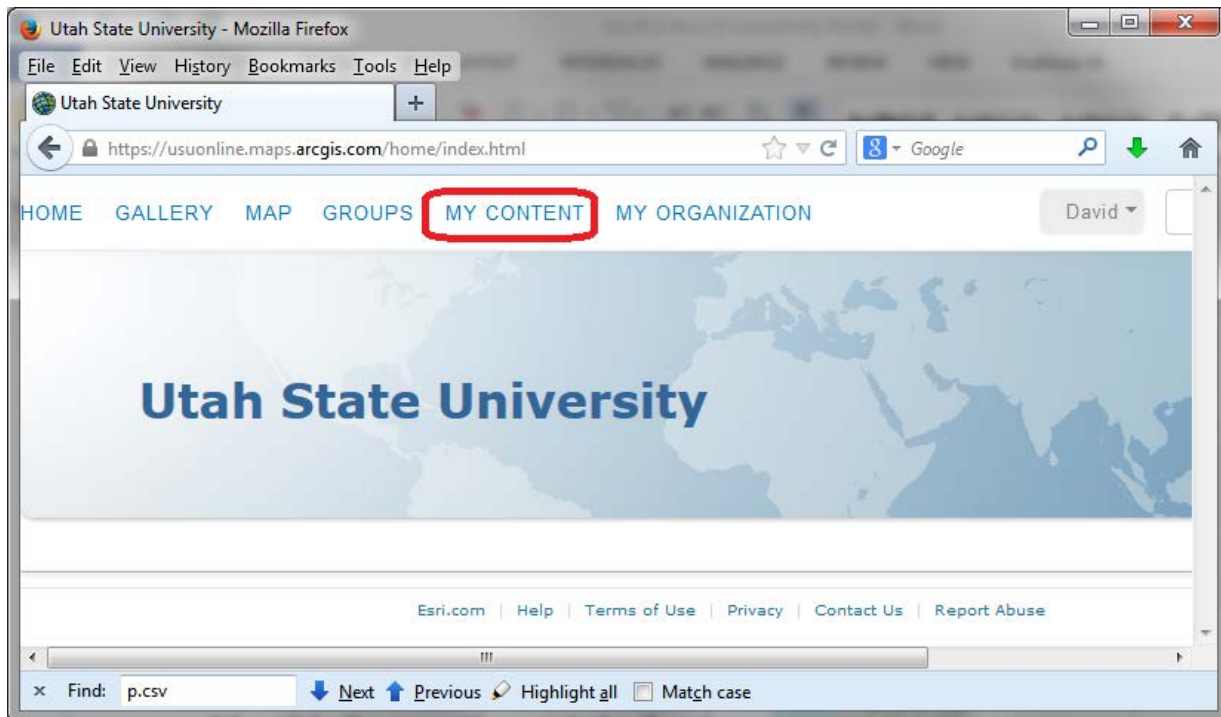 Utah State University - Mozilla Firefox
File Edit View History Bookmarks Tools Help
Utah State University +
https://usuonline.maps.arcgis.com/home/index.html 8 Google
HOME GALLERY MAP GROUPS MY CONTENT MY ORGANIZATION David
Utah State University
Esri.com | Help | Terms of Use | Privacy | Contact Us | Report Abuse
x Find: p.csv Next Previous Highlight all Match case